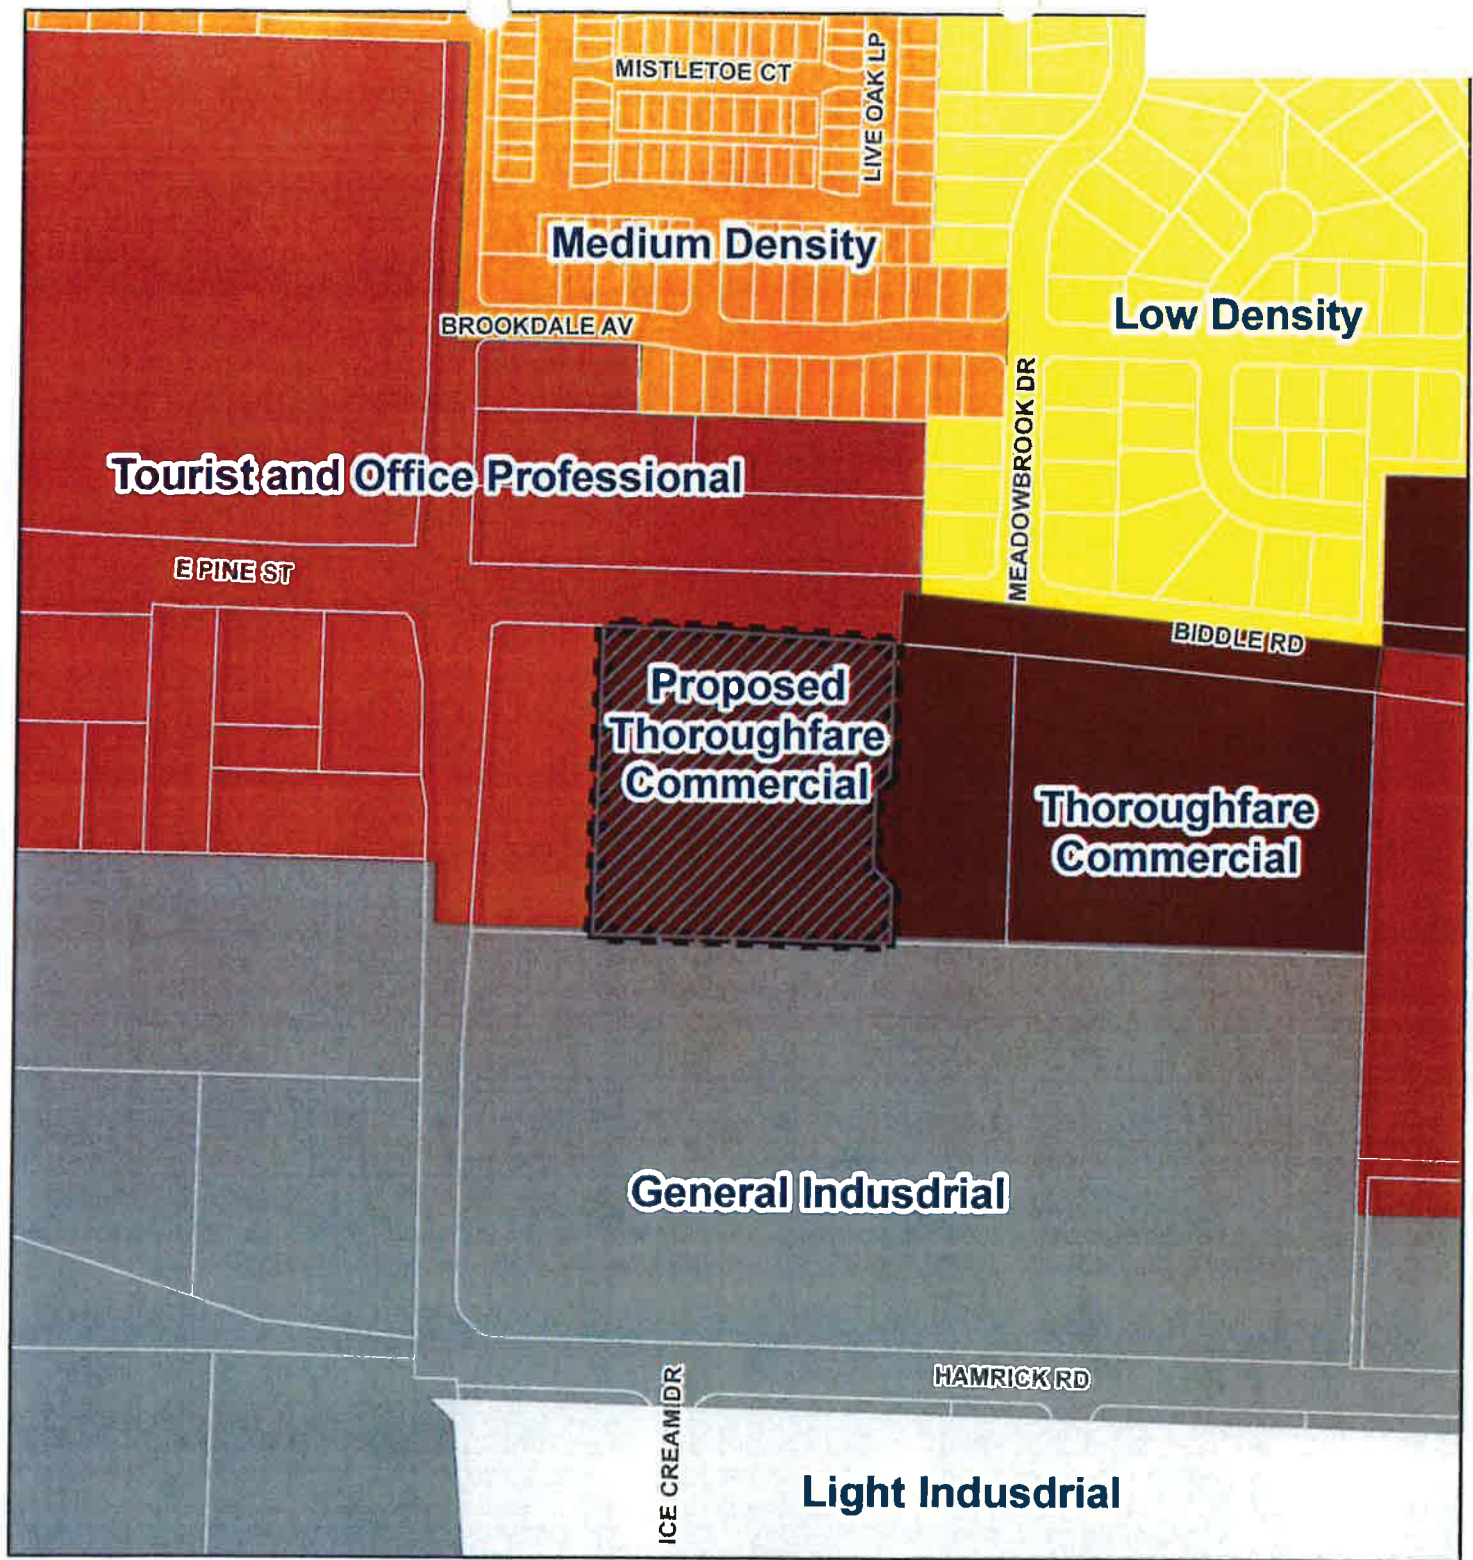 MISTLETOE CT
LIVE OAK LP
Medium Density
Low Density
BROOKDALE AV
MEADOWBROOK DR
Tourist and Office Professional
E PINE ST
BIDDLE RD
Proposed
Thoroughfare
Commercial
Thoroughfare
Commercial
General Indusdrial
HAMRICK RD
ICE CREAM DR
Light Indusdrial